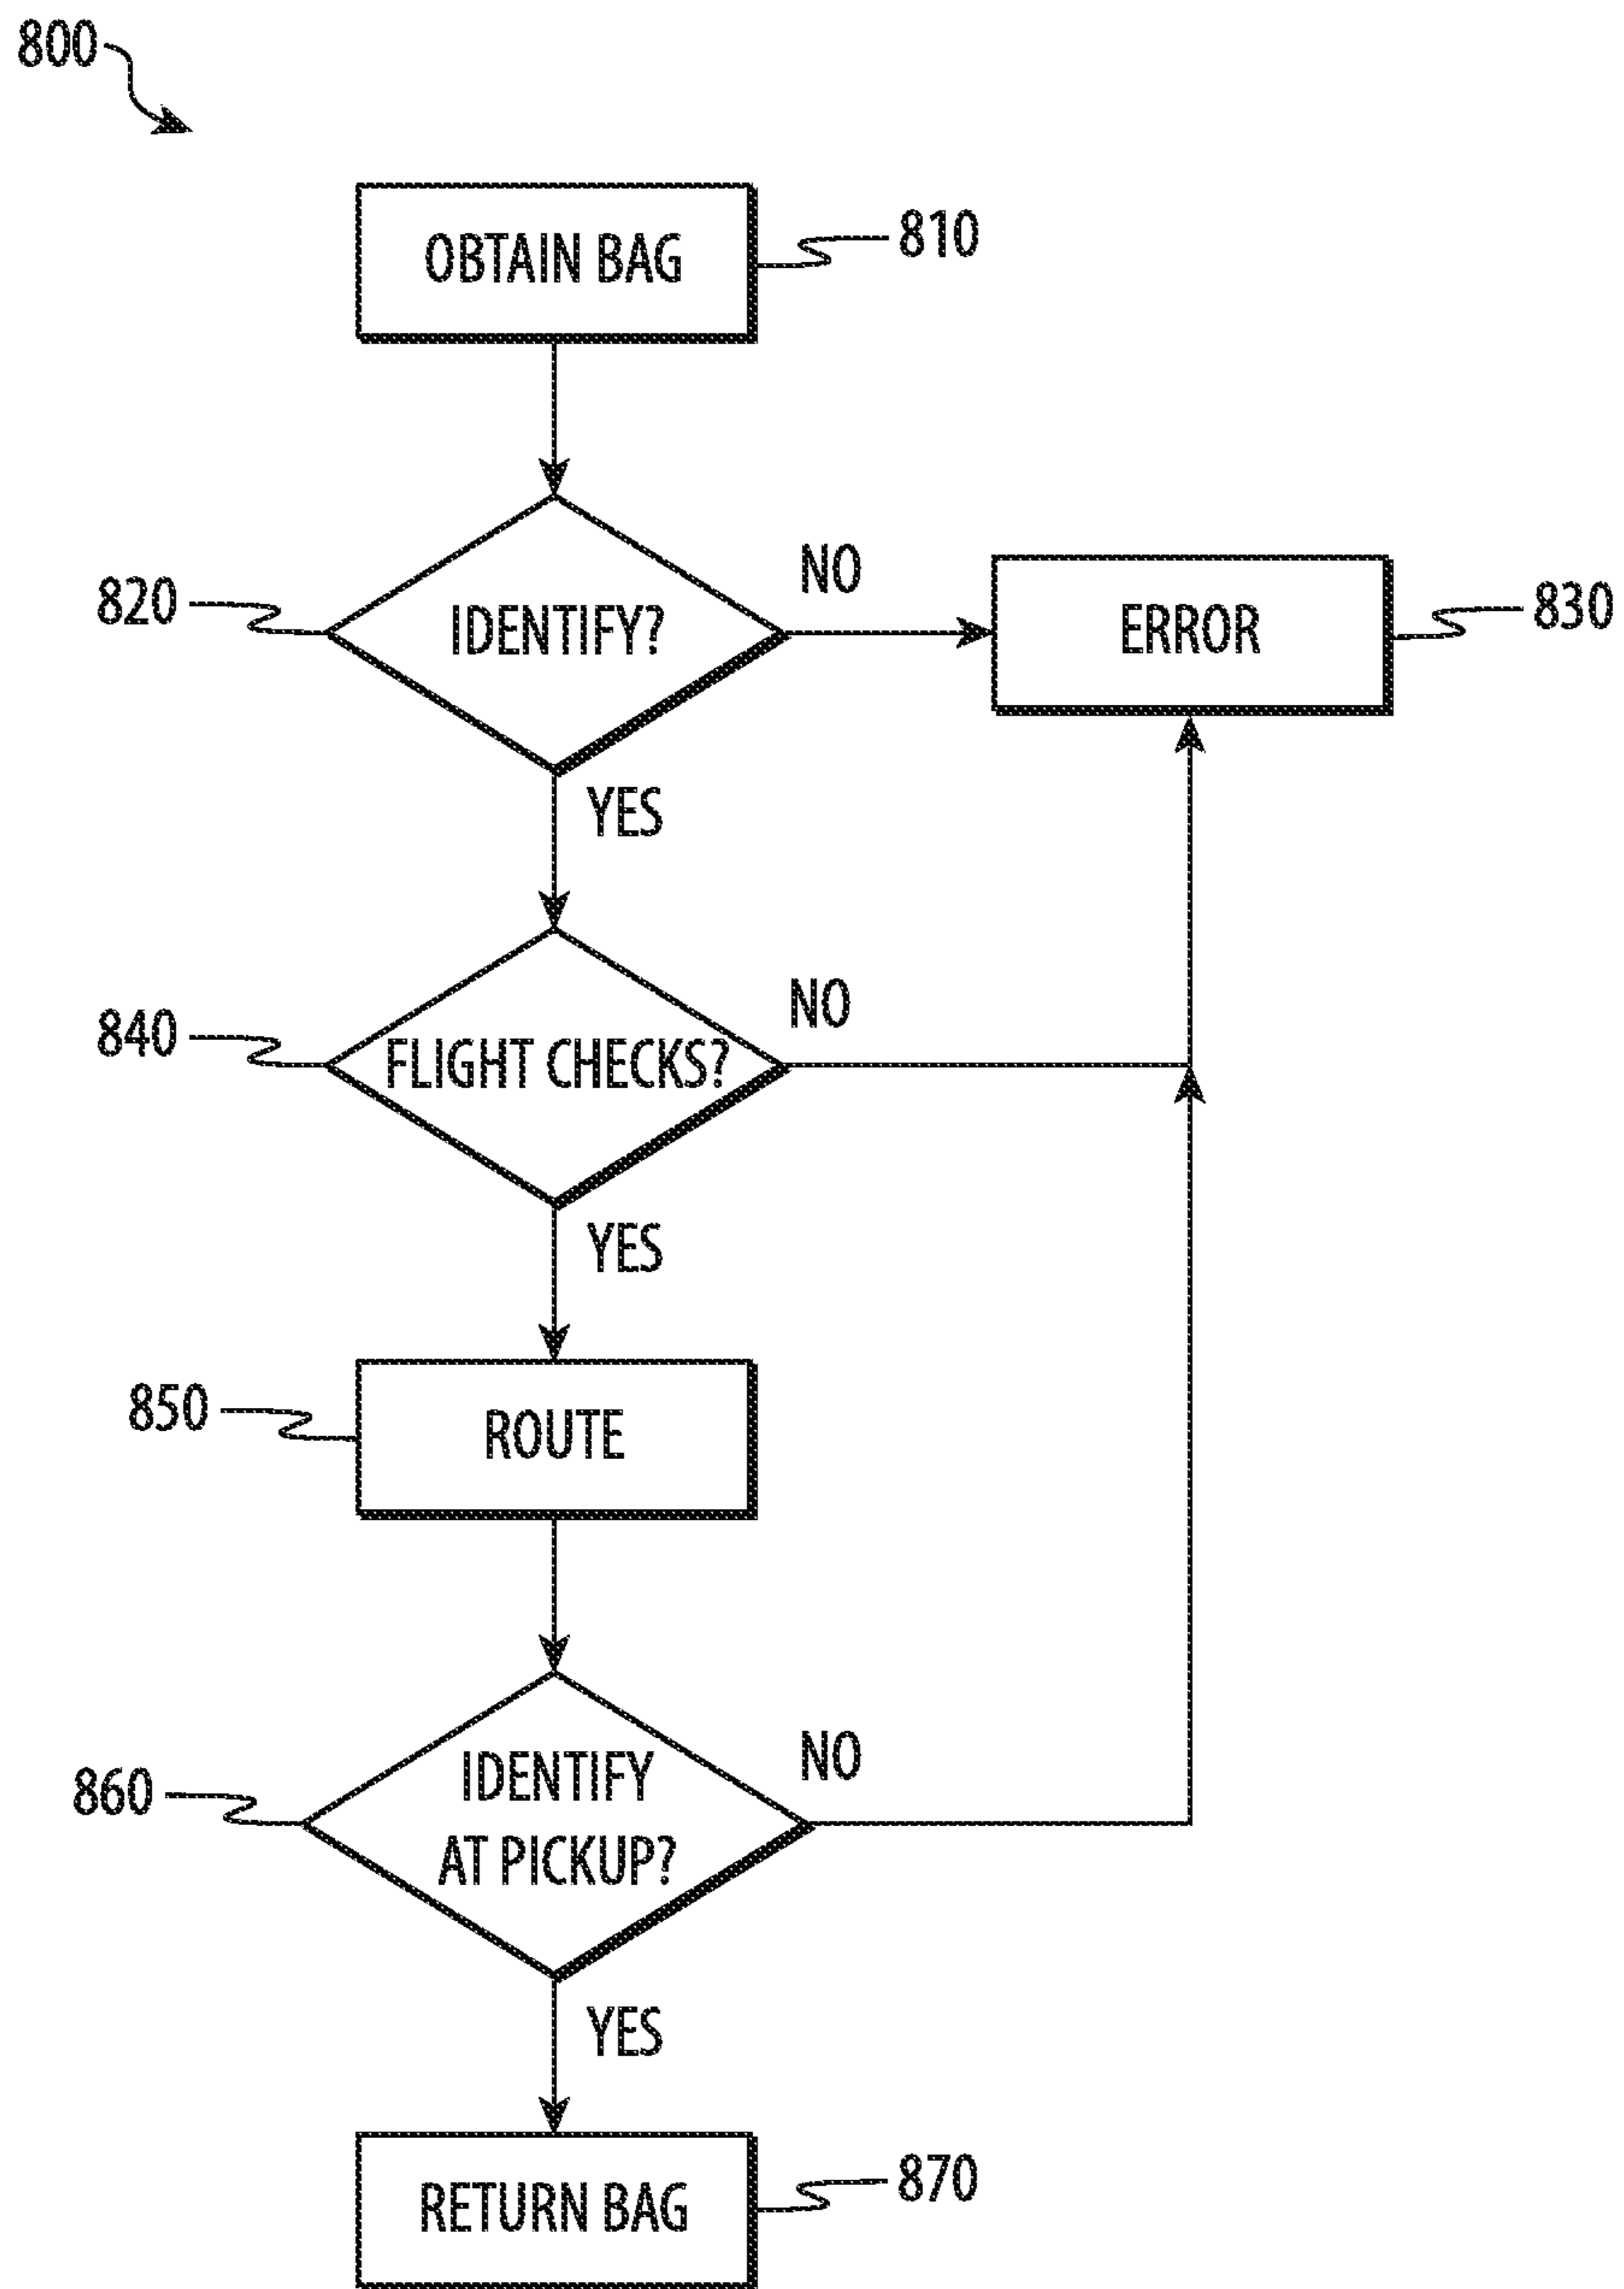 800
OBTAIN BAG
810
820
IDENTIFY?
NO
ERROR
830
YES
840
FLIGHT CHECKS?
NO
YES
850
ROUTE
860
IDENTIFY
AT PICKUP?
NO
YES
RETURN BAG
870